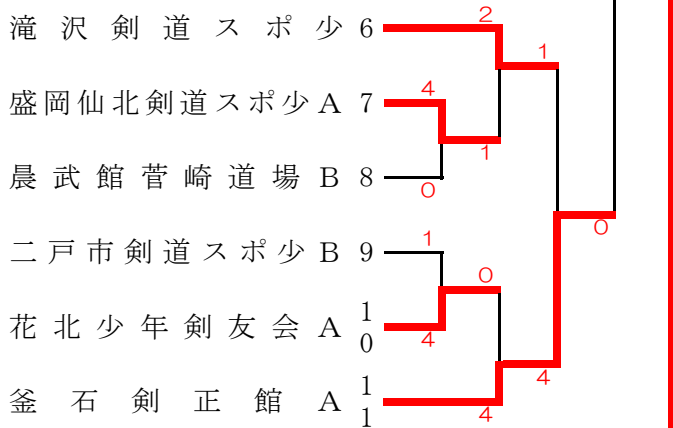 滝沢剣道スポ少 6 2
1
盛岡仙北剣道スポ少A 7 4
1
晨武館菅崎道場B 8 0
二戸市剣道スポ少B 9 1
0
0
花北少年剣友会A 10 4
4
釜石剣正館A 11 4